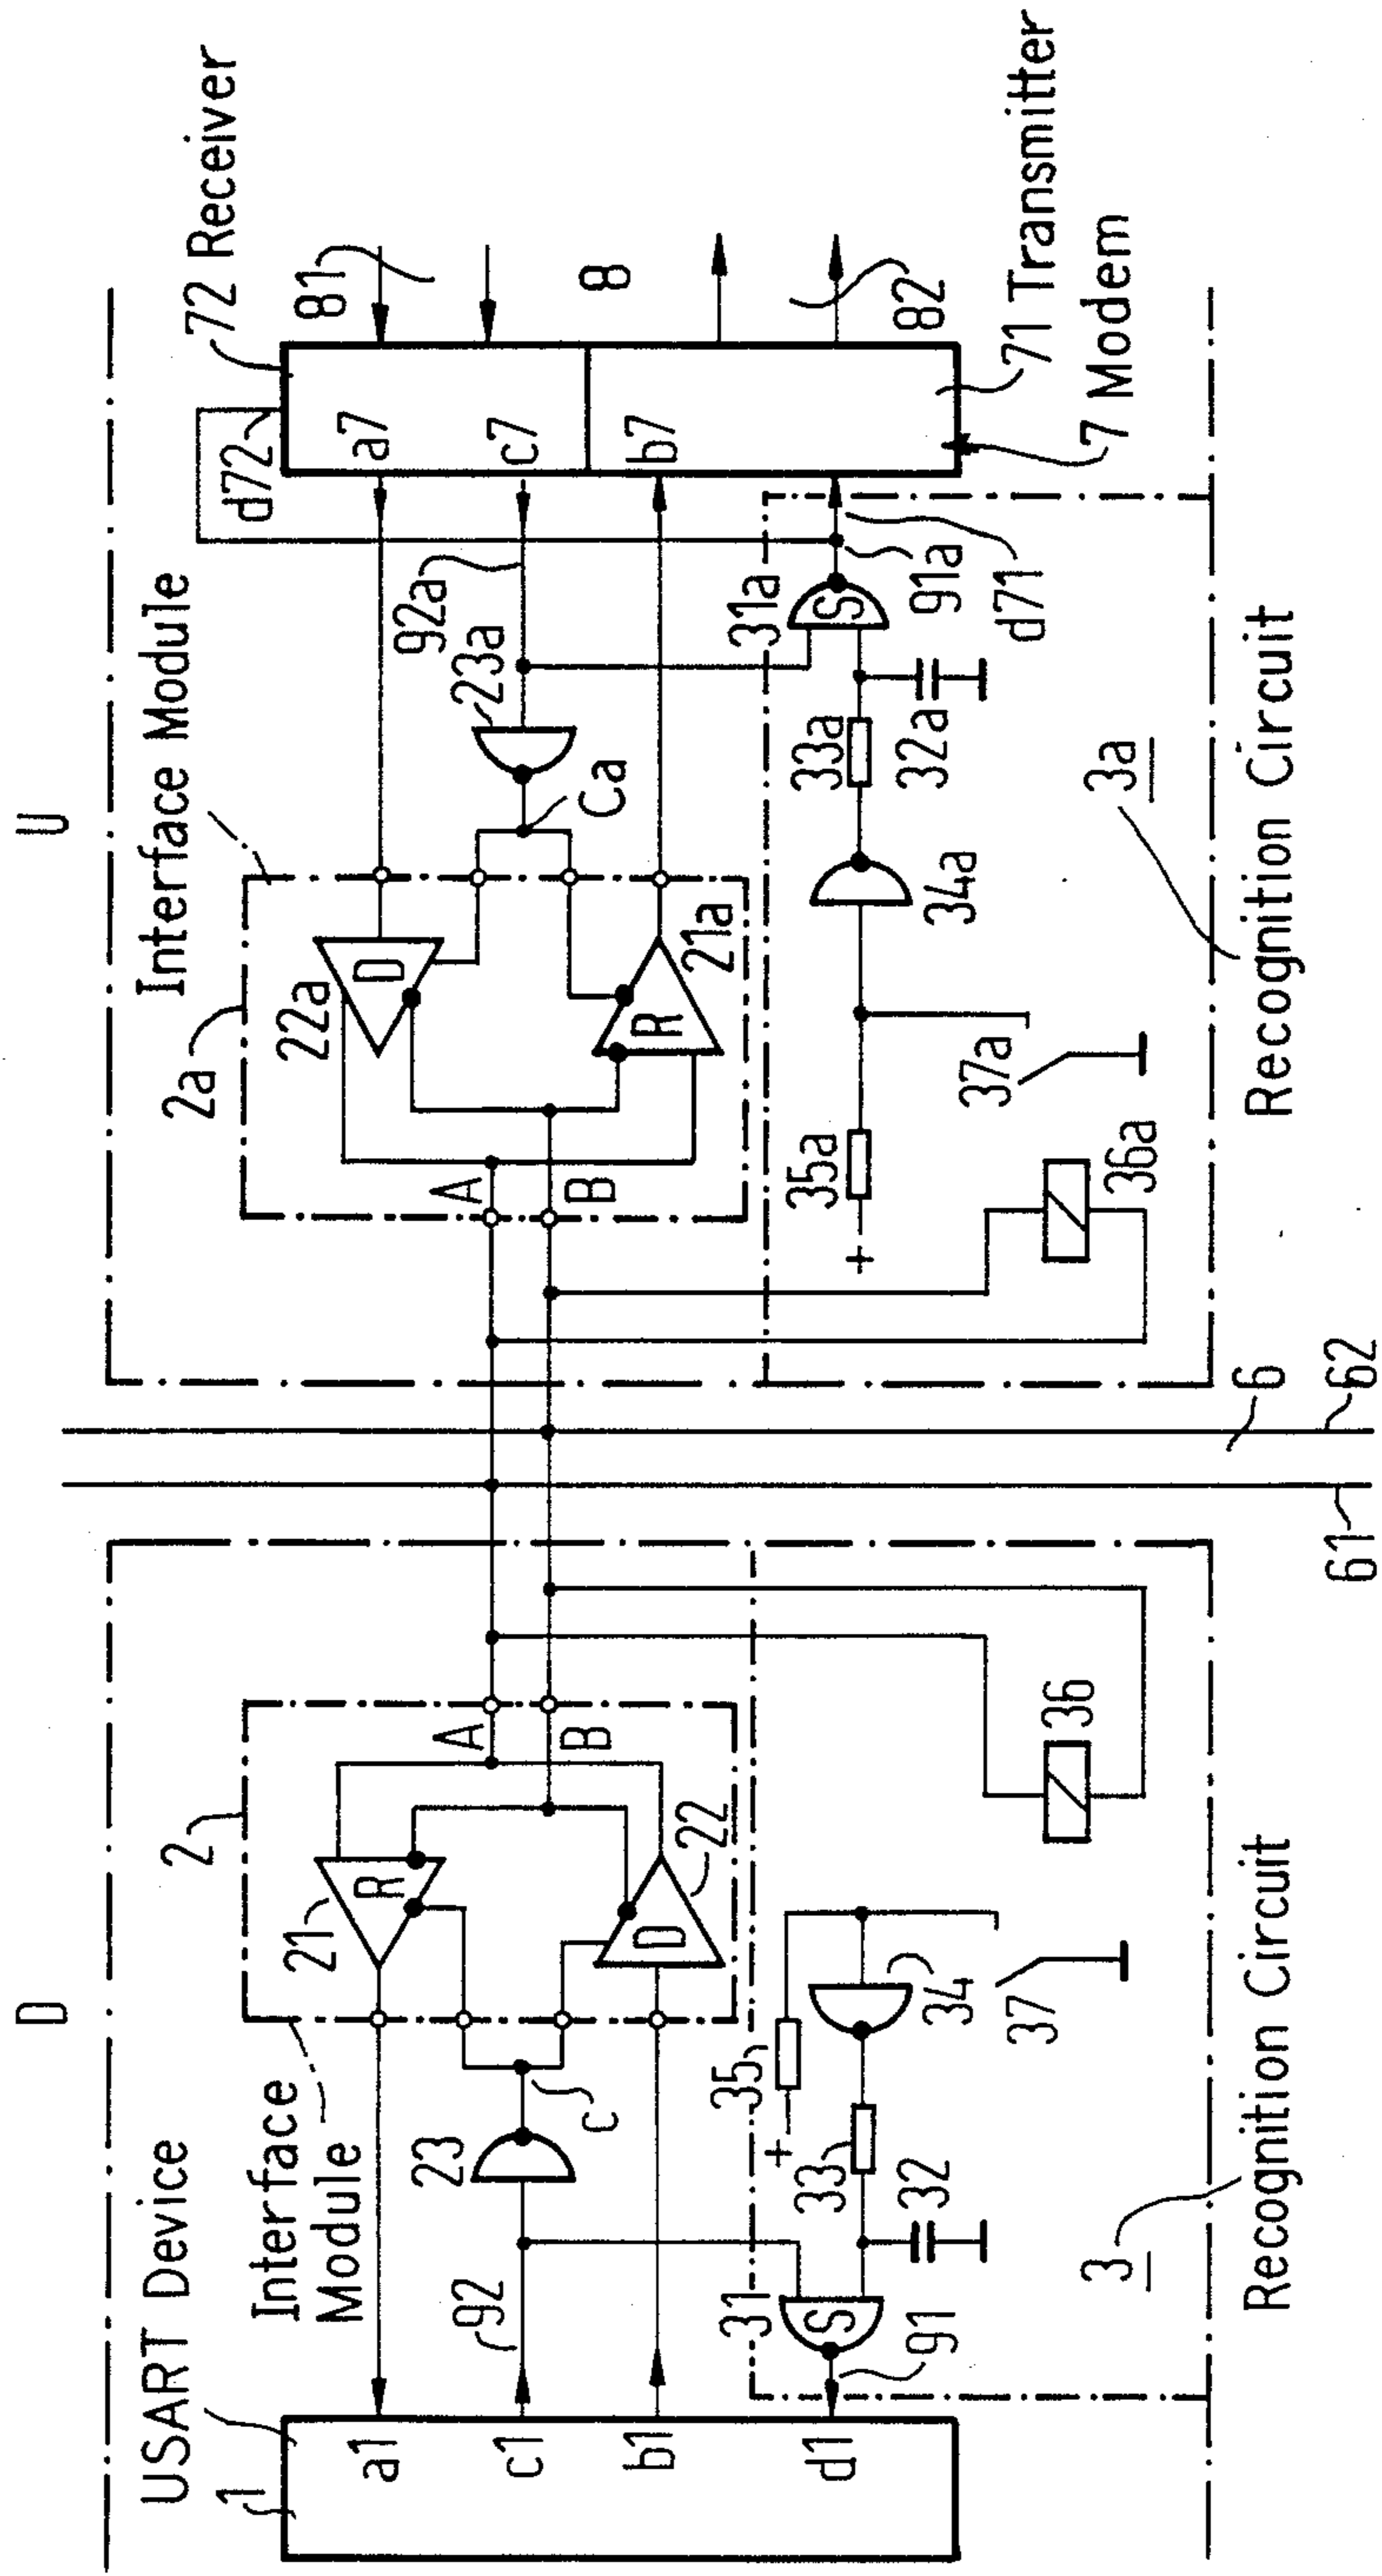 D
U
USART Device
1
a1
c1
b1
d1
Interface
Module
2
21
R
A
B
22
D
23
c
92
91
31
S
32
33
34
35
+
36
37
3
Recognition Circuit
61
62
6
Interface Module
2a
22a
D
A
B
21a
R
Ca
23a
92a
31a
S
91a
d71
32a
33a
34a
35a
+
36a
37a
3a
Recognition Circuit
72 Receiver
d72
a7
c7
b7
81
8
82
71 Transmitter
7 Modem